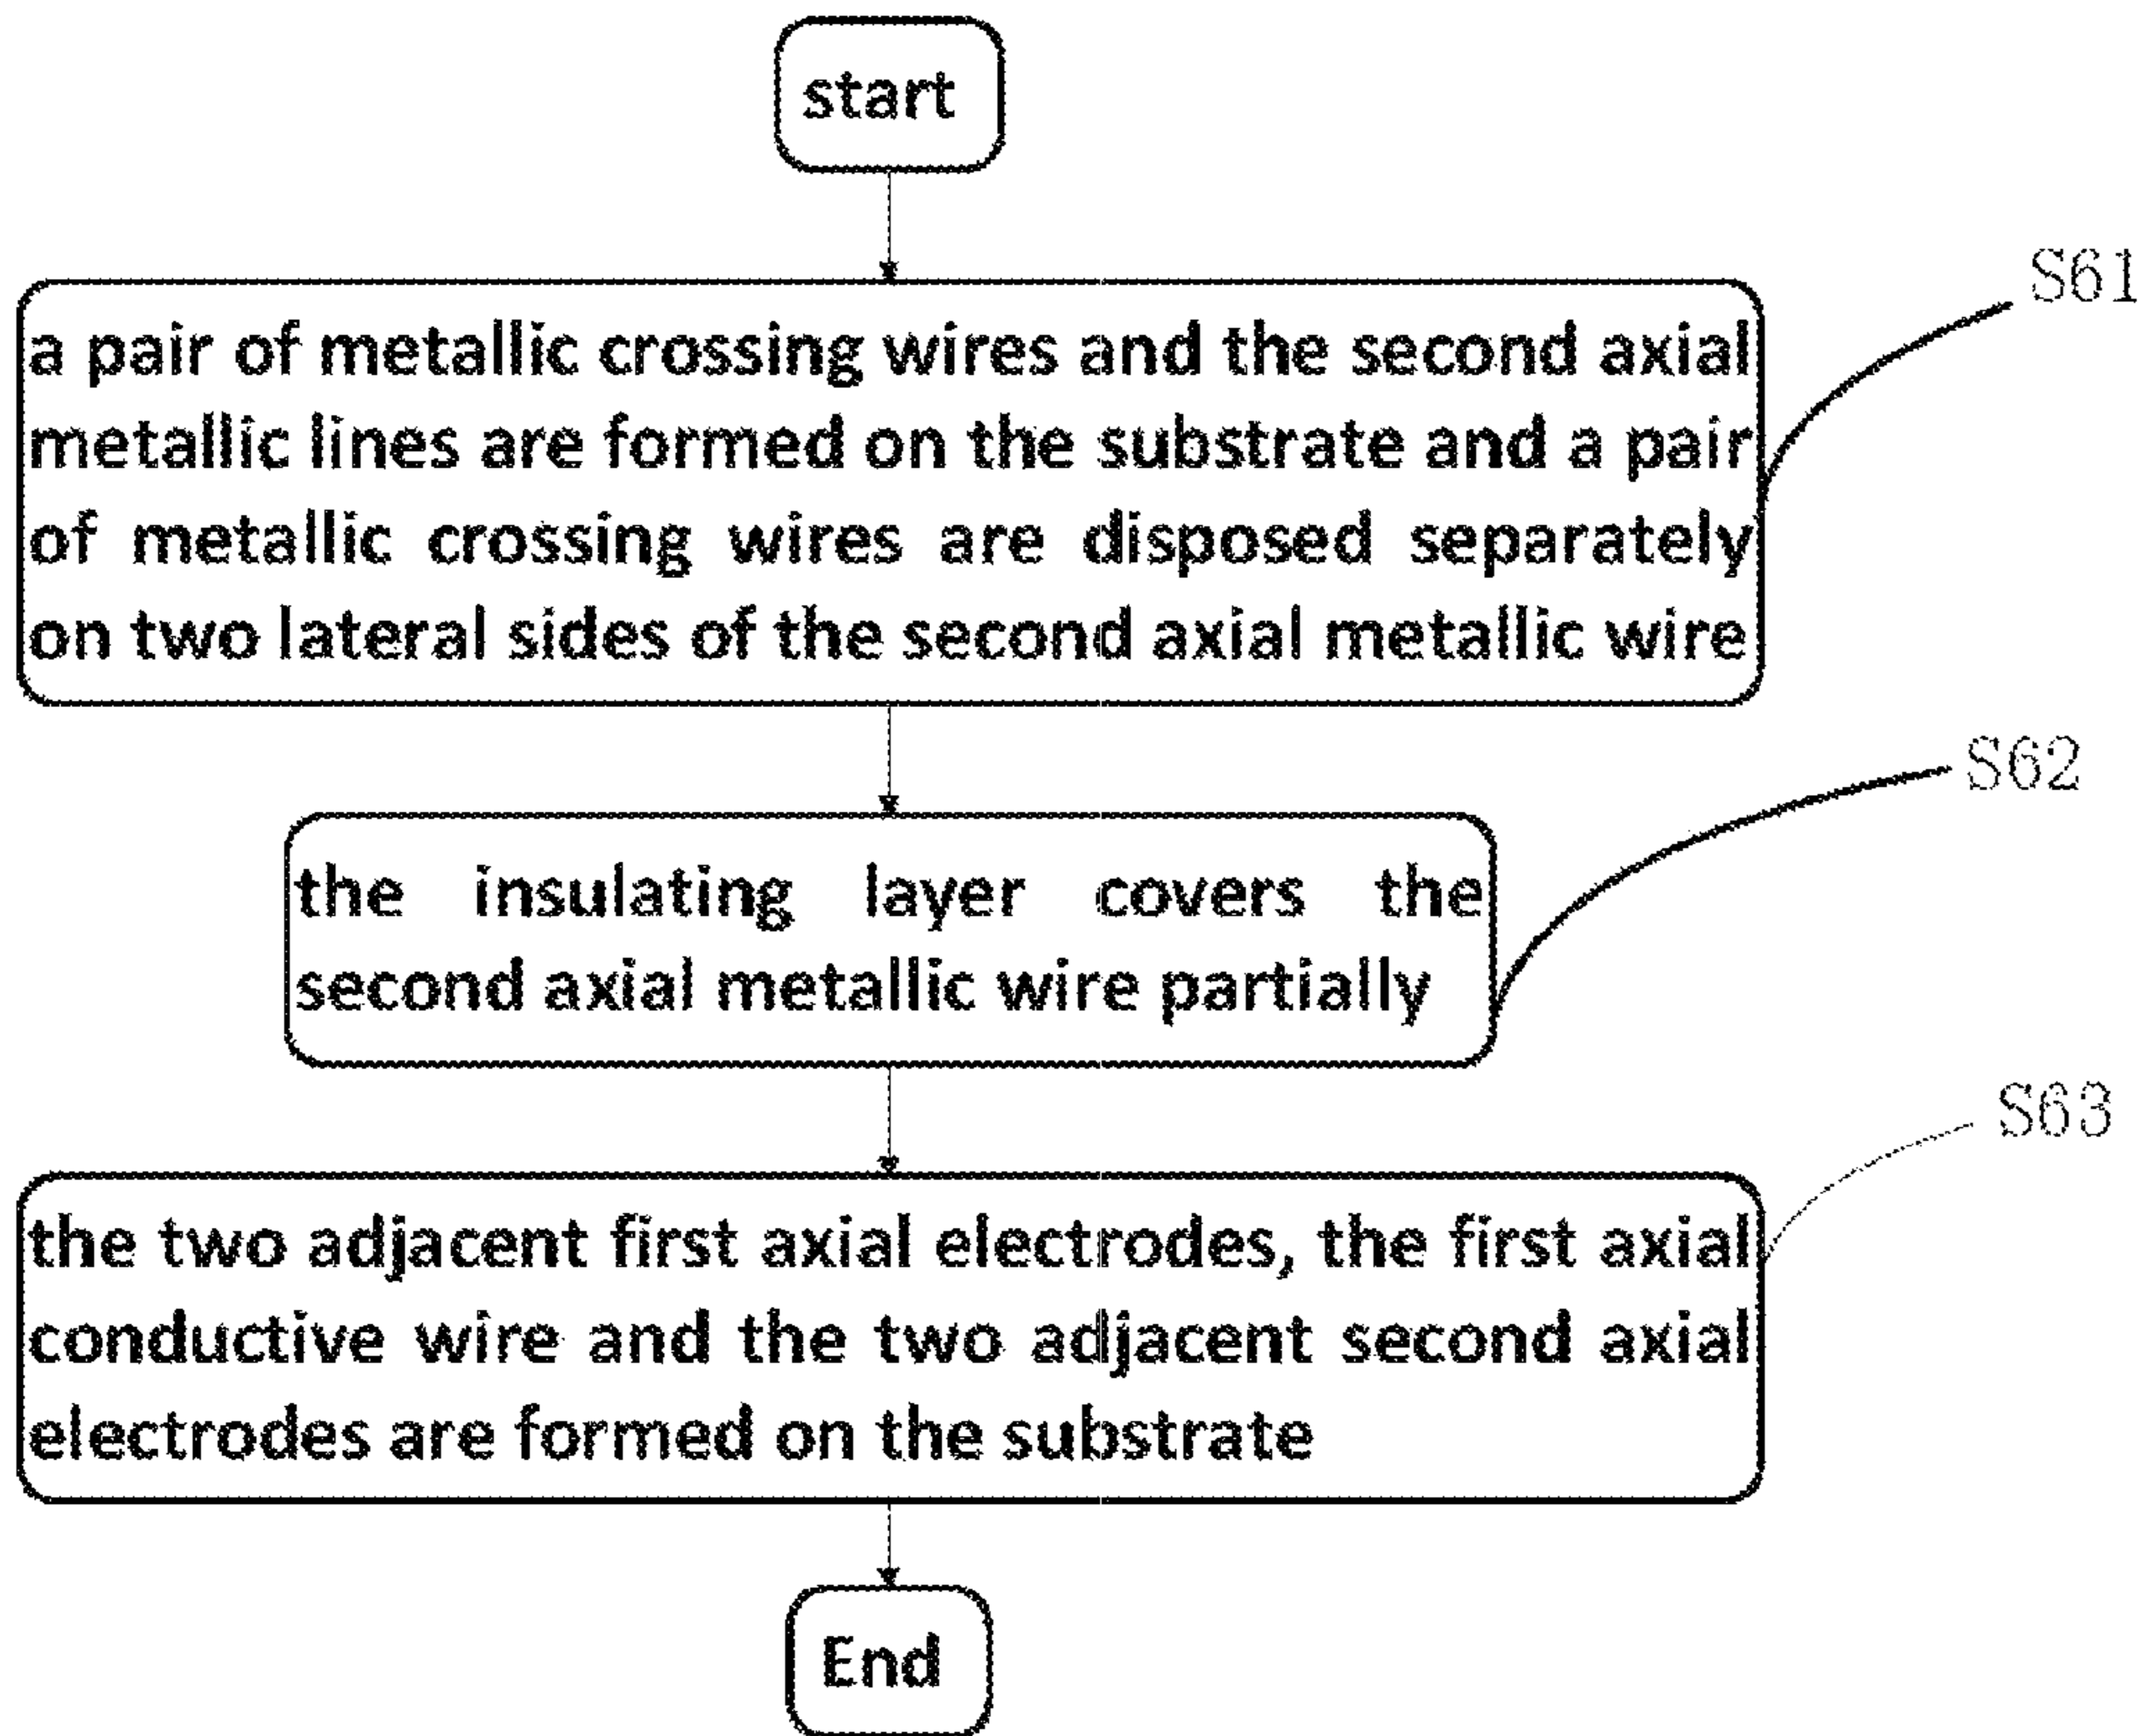 start
S61
a pair of metallic crossing wires and the second axial
metallic lines are formed on the substrate and a pair
of metallic crossing wires are disposed separately
on two lateral sides of the second axial metallic wire
S62
the insulating layer covers the
second axial metallic wire partially
S63
the two adjacent first axial electrodes, the first axial
conductive wire and the two adjacent second axial
electrodes are formed on the substrate
End